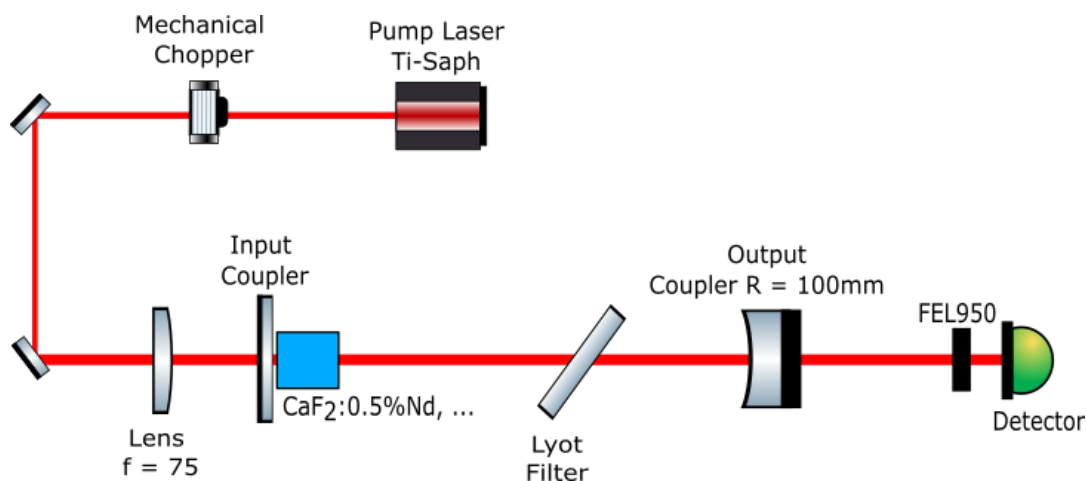 Mechanical
Chopper
Pump Laser
Ti-Saph
Input
Coupler
Output
Coupler R = 100mm
FEL950
CaF2:0.5%Nd, ...
Lens
f = 75
Lyot
Filter
Detector